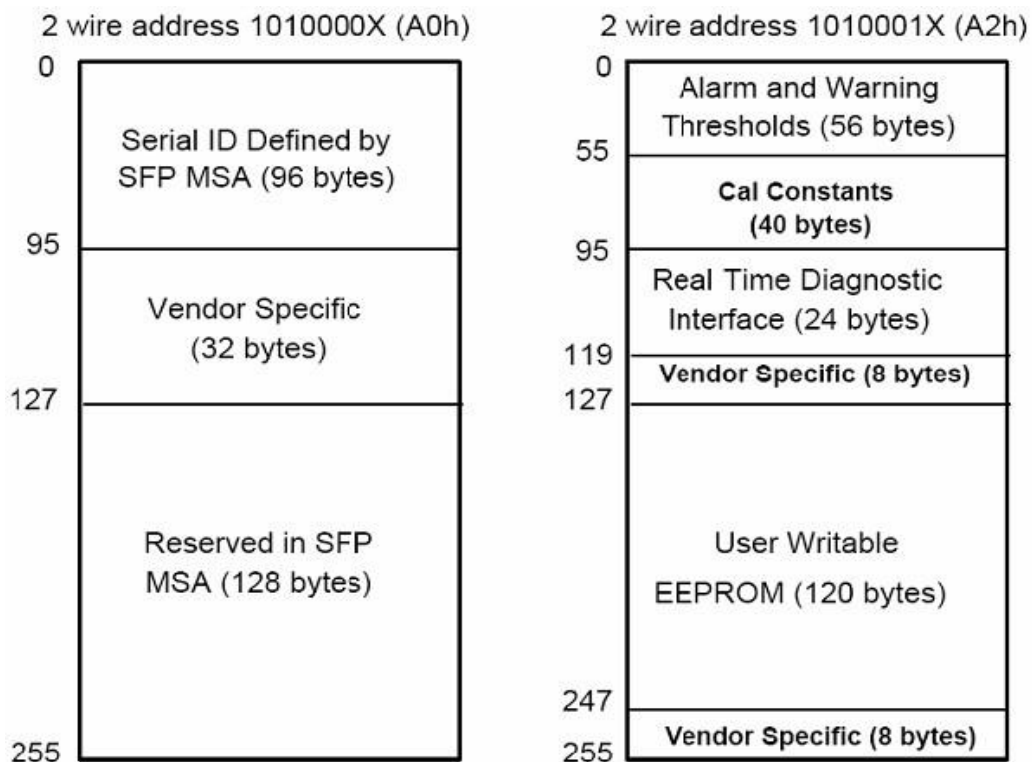 2 wire address 1010000X (A0h)
0
Serial ID Defined by
SFP MSA (96 bytes)
95
Vendor Specific
(32 bytes)
127
Reserved in SFP
MSA (128 bytes)
255
2 wire address 1010001X (A2h)
0
Alarm and Warning
Thresholds (56 bytes)
55
Cal Constants
(40 bytes)
95
Real Time Diagnostic
Interface (24 bytes)
119
Vendor Specific (8 bytes)
127
User Writable
EEPROM (120 bytes)
247
Vendor Specific (8 bytes)
255